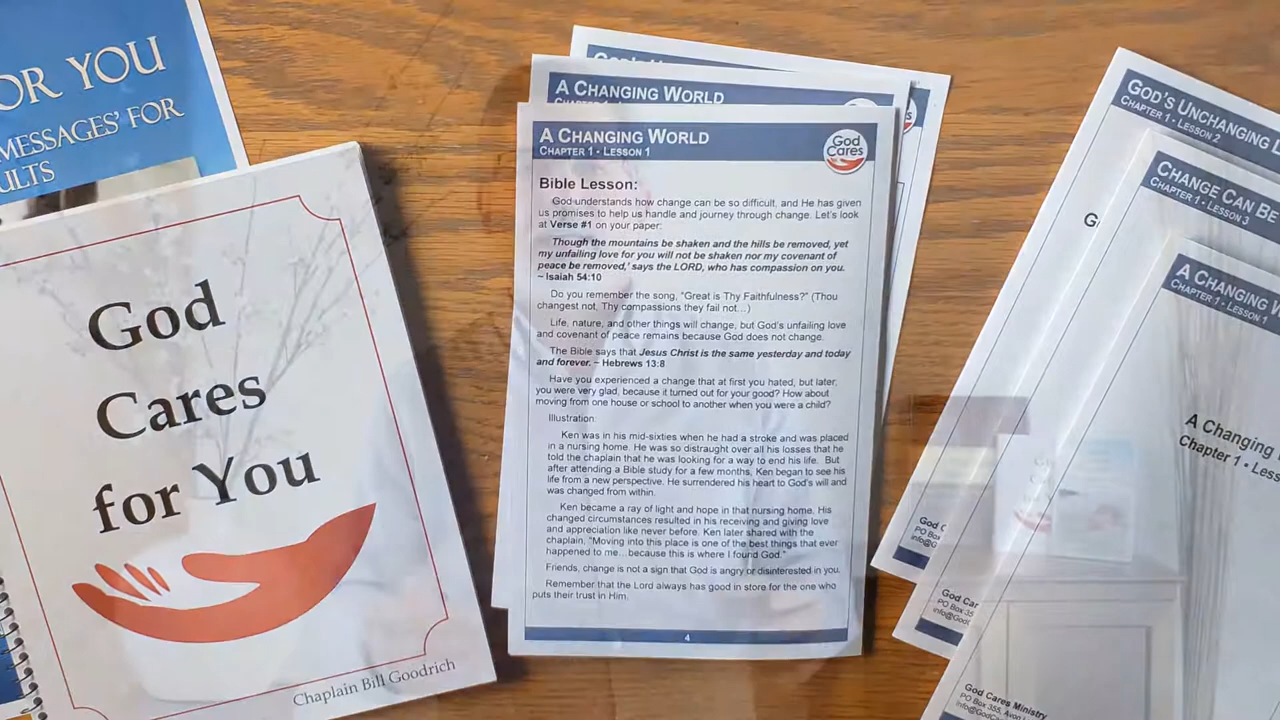 OR YOU
MESSAGES' FOR
ULTS
God
Cares
for You
Chaplain Bill Goodrich
A CHANGING WORLD
A CHANGING WORLD
CHAPTER 1 • LESSON 1
God
Cares
Bible Lesson:
God understands how change can be so difficult, and He has given
us promises to help us handle and journey through change. Let's look
at Verse #1 on your paper:
Though the mountains be shaken and the hills be removed, yet
my unfailing love for you will not be shaken nor my covenant of
peace be removed,' says the LORD, who has compassion on you.
~ Isaiah 54:10
Do you remember the song, "Great is Thy Faithfulness?" (Thou
changest not, Thy compassions they fail not…)
Life, nature, and other things will change, but God's unfailing love
and covenant of peace remains because God does not change.
The Bible says that Jesus Christ is the same yesterday and today
and forever. ~ Hebrews 13:8
Have you experienced a change that at first you hated, but later,
you were very glad, because it turned out for your good? How about
moving from one house or school to another when you were a child?
Illustration:
Ken was in his mid-sixties when he had a stroke and was placed
in a nursing home. He was so distraught over all his losses that he
told the chaplain that he was looking for a way to end his life. But
after attending a Bible study for a few months, Ken began to see his
life from a new perspective. He surrendered his heart to God's will and
was changed from within.
Ken became a ray of light and hope in that nursing home. His
changed circumstances resulted in his receiving and giving love
and appreciation like never before. Ken later shared with the
chaplain, "Moving into this place is one of the best things that ever
happened to me…because this is where I found God."
Friends, change is not a sign that God is angry or disinterested in you.
Remember that the Lord always has good in store for the one who
puts their trust in Him.
4
GOD'S UNCHANGING L
CHAPTER 1 • LESSON 2
G
God C
PO Box
info@G
CHANGE CAN BE
CHAPTER 1 • LESSON 3
God Car
PO Box 35
info@God
A CHANGING W
CHAPTER 1 • LESSON 1
A Changing
Chapter 1 • Less
God Cares Ministry
PO Box 355, Avon
info@GodC